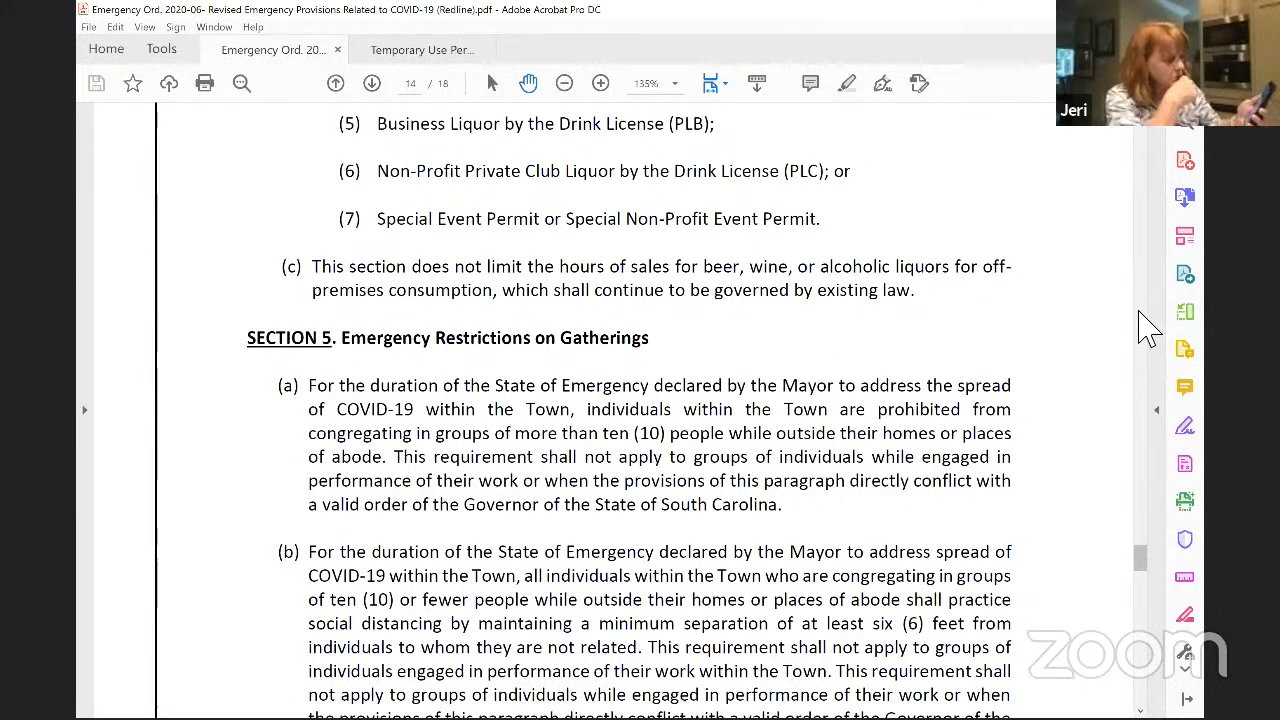 Emergency Ord. 2020-06- Revised Emergency Provisions Related to COVID-19 (Redline).pdf - Adobe Acrobat Pro DC
File Edit View Sign Window Help
Home Tools Emergency Ord. 20... × Temporary Use Per...
14 / 18 135%
Jeri
(5) Business Liquor by the Drink License (PLB);
(6) Non-Profit Private Club Liquor by the Drink License (PLC); or
(7) Special Event Permit or Special Non-Profit Event Permit.
(c) This section does not limit the hours of sales for beer, wine, or alcoholic liquors for off-
premises consumption, which shall continue to be governed by existing law.
SECTION 5. Emergency Restrictions on Gatherings
(a) For the duration of the State of Emergency declared by the Mayor to address the spread
of COVID-19 within the Town, individuals within the Town are prohibited from
congregating in groups of more than ten (10) people while outside their homes or places
of abode. This requirement shall not apply to groups of individuals while engaged in
performance of their work or when the provisions of this paragraph directly conflict with
a valid order of the Governor of the State of South Carolina.
(b) For the duration of the State of Emergency declared by the Mayor to address spread of
COVID-19 within the Town, all individuals within the Town who are congregating in groups
of ten (10) or fewer people while outside their homes or places of abode shall practice
social distancing by maintaining a minimum separation of at least six (6) feet from
individuals to whom they are not related. This requirement shall not apply to groups of
individuals engaged in performance of their work within the Town. This requirement shall
not apply to groups of individuals while engaged in performance of their work or when
the provisions of this paragraph directly conflict with a valid order of the Governor of the
zoom